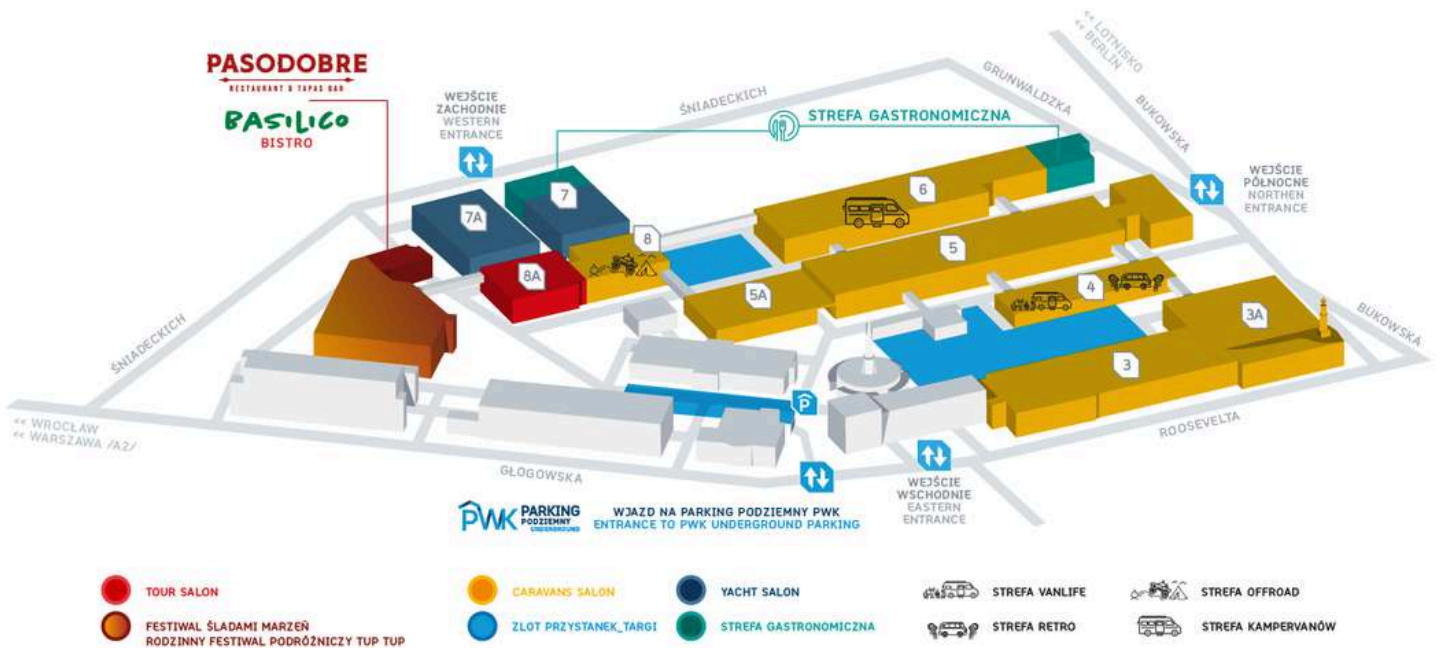 PASODOBRE
RESTAURANT & TAPAS BAR
BASILICO
BISTRO
WEJŚCIE
ZACHODNIE
WESTERN
ENTRANCE
ŚNIADECKICH
STREFA GASTRONOMICZNA
GRUNWALDZKA
<< LOTNISKO
<< BERLIN
BUKOWSKA
WEJŚCIE
PÓŁNOCNE
NORTHEN
ENTRANCE
7A
7
6
8
8A
5
5A
4
3A
3
BUKOWSKA
ROOSEVELTA
ŚNIADECKICH
<< WROCŁAW
<< WARSZAWA /A2/
GŁOGOWSKA
P
WEJŚCIE
WSCHODNIE
EASTERN
ENTRANCE
PWK PARKING
PODZIEMNY
UNDERGROUND
WJAZD NA PARKING PODZIEMNY PWK
ENTRANCE TO PWK UNDERGROUND PARKING
TOUR SALON
FESTIWAL ŚLADAMI MARZEŃ
RODZINNY FESTIWAL PODRÓŻNICZY TUP TUP
CARAVANS SALON
ZLOT PRZYSTANEK_TARGI
YACHT SALON
STREFA GASTRONOMICZNA
STREFA VANLIFE
STREFA RETRO
STREFA OFFROAD
STREFA KAMPERVANÓW